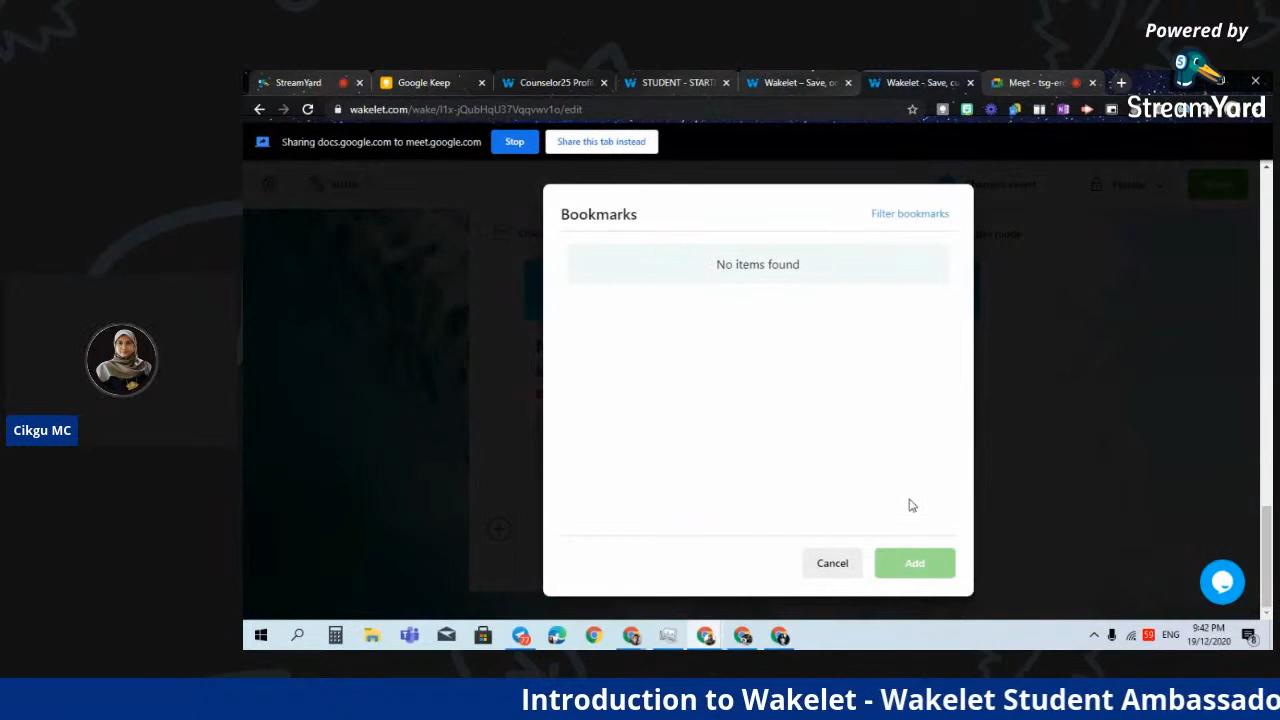 Powered by
StreamYard
StreamYard
Google Keep
Counselor25 Profi
STUDENT - START
Wakelet – Save, o
Wakelet - Save, cu
Meet - tsg-en
wakelet.com/wake/I1x-jQubHqU37Vqqvwv1o/edit
Sharing docs.google.com to meet.google.com
Stop
Share this tab instead
Bookmarks
Filter bookmarks
No items found
Cancel
Add
Cikgu MC
ENG
9:42 PM
19/12/2020
Introduction to Wakelet - Wakelet Student Ambassado